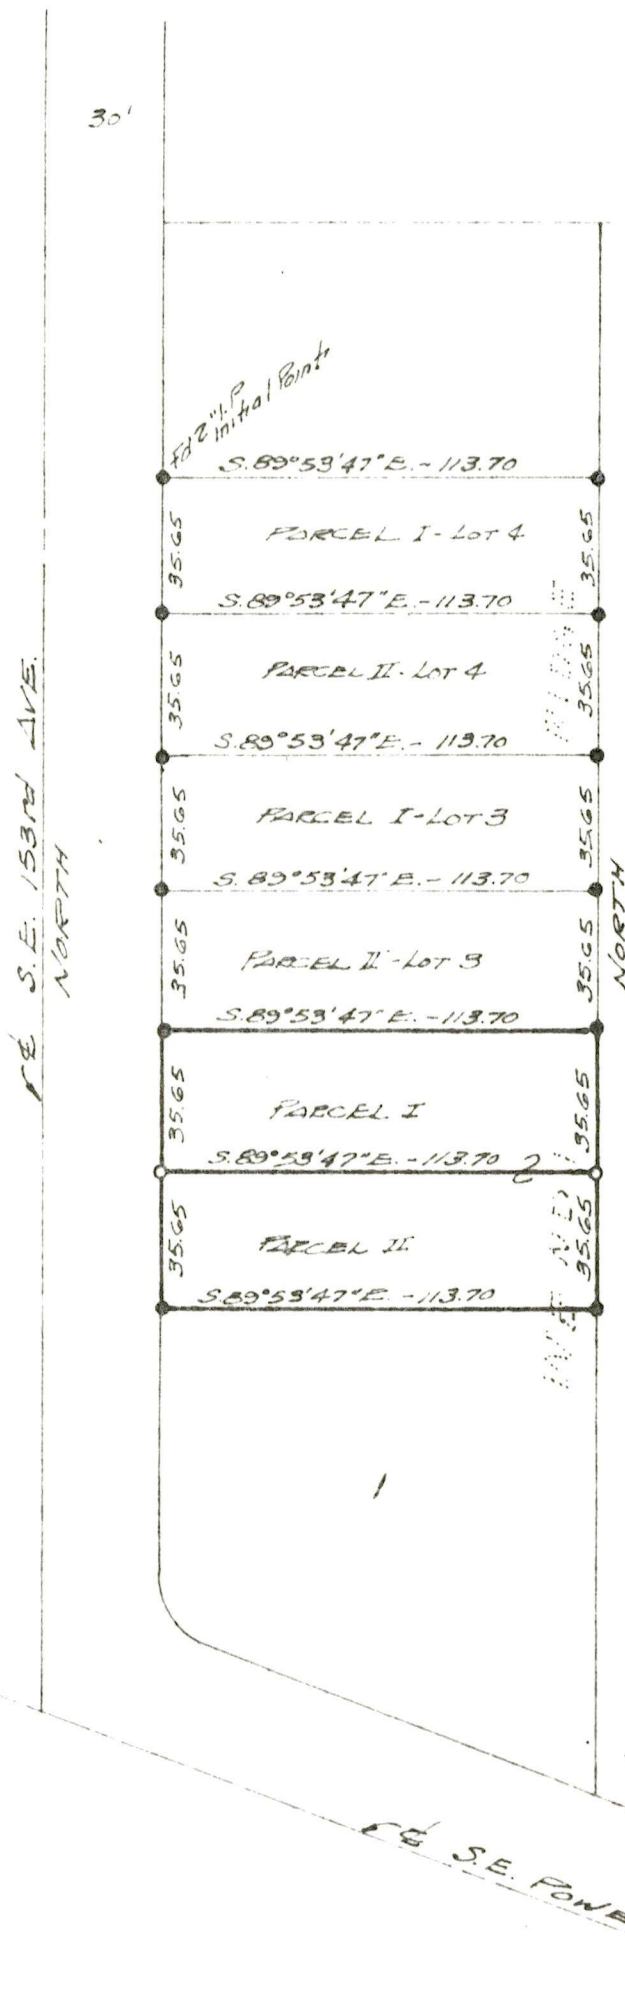 30'
Fd 2" I.P
Initial Point
S.89°53'47"E. - 113.70
35.65
PARCEL I - LOT 4
35.65
S.89°53'47"E. - 113.70
35.65
PARCEL II - LOT 4
35.65
S.89°53'47"E. - 113.70
35.65
PARCEL I - LOT 3
35.65
S.89°53'47"E. - 113.70
35.65
PARCEL II - LOT 3
35.65
S.89°53'47"E. - 113.70
℄ S.E. 153rd AVE.
NORTH
NORTH
35.65
PARCEL I
35.65
S.89°53'47"E. - 113.70
2
35.65
PARCEL II
35.65
S.89°53'47"E. - 113.70
1
℄ S.E. POWE